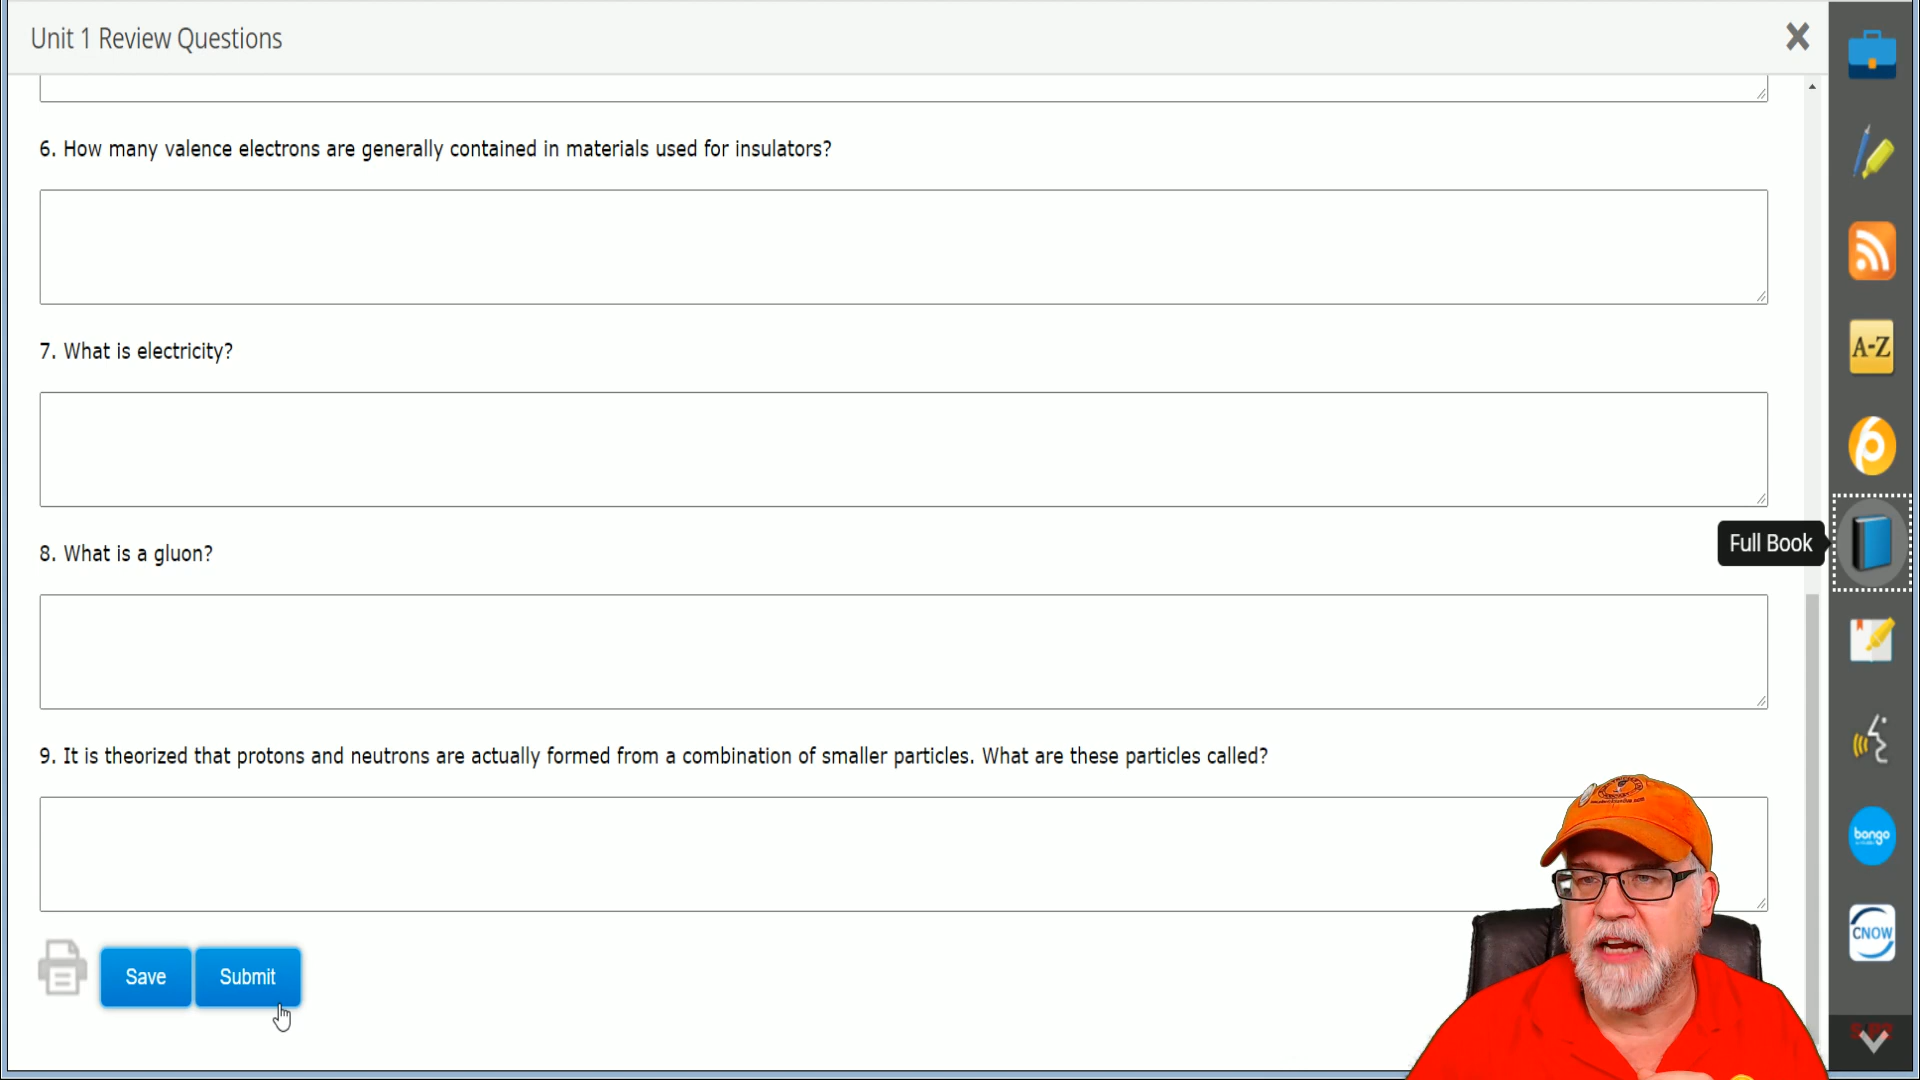 Unit 1 Review Questions
6. How many valence electrons are generally contained in materials used for insulators?
7. What is electricity?
8. What is a gluon?
9. It is theorized that protons and neutrons are actually formed from a combination of smaller particles. What are these particles called?
Save
Submit
A-Z
Full Book
bongo
CNOW